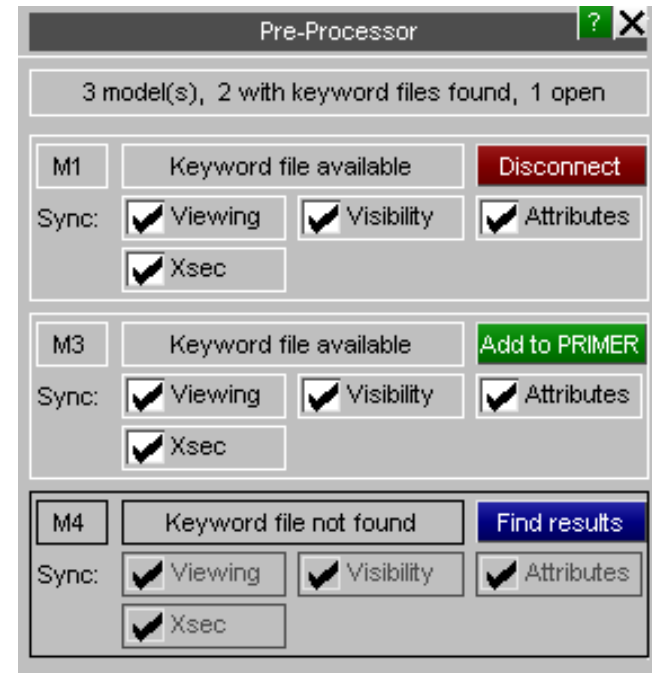 Pre-Processor ? X
3 model(s), 2 with keyword files found, 1 open
M1 Keyword file available Disconnect
Sync: Viewing Visibility Attributes
Xsec
M3 Keyword file available Add to PRIMER
Sync: Viewing Visibility Attributes
Xsec
M4 Keyword file not found Find results
Sync: Viewing Visibility Attributes
Xsec